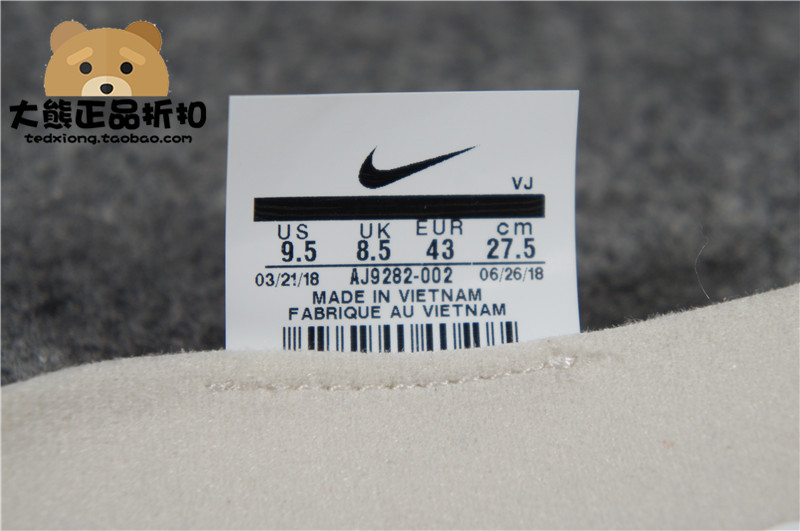 大熊正品折扣
tedxiong.taobao.com
VJ
US UK EUR cm
9.5 8.5 43 27.5
03/21/18 AJ9282-002 06/26/18
MADE IN VIETNAM
FABRIQUE AU VIETNAM